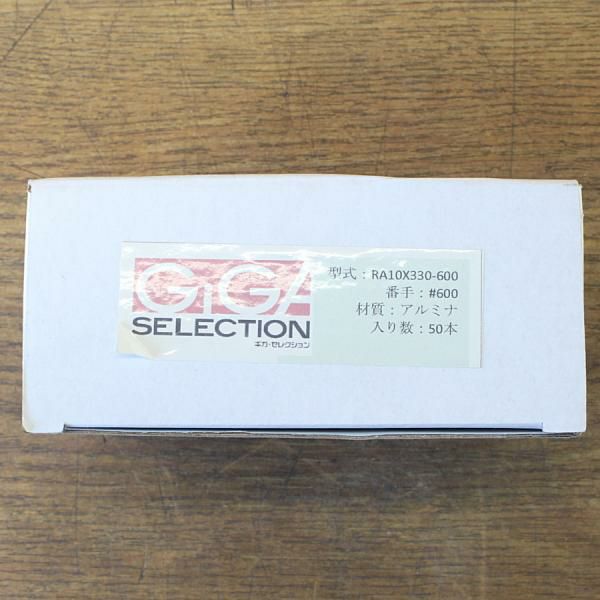 GiGA
SELECTION
ギガ・セレクション
型式：RA10X330-600
番手：#600
材質：アルミナ
入り数：50本